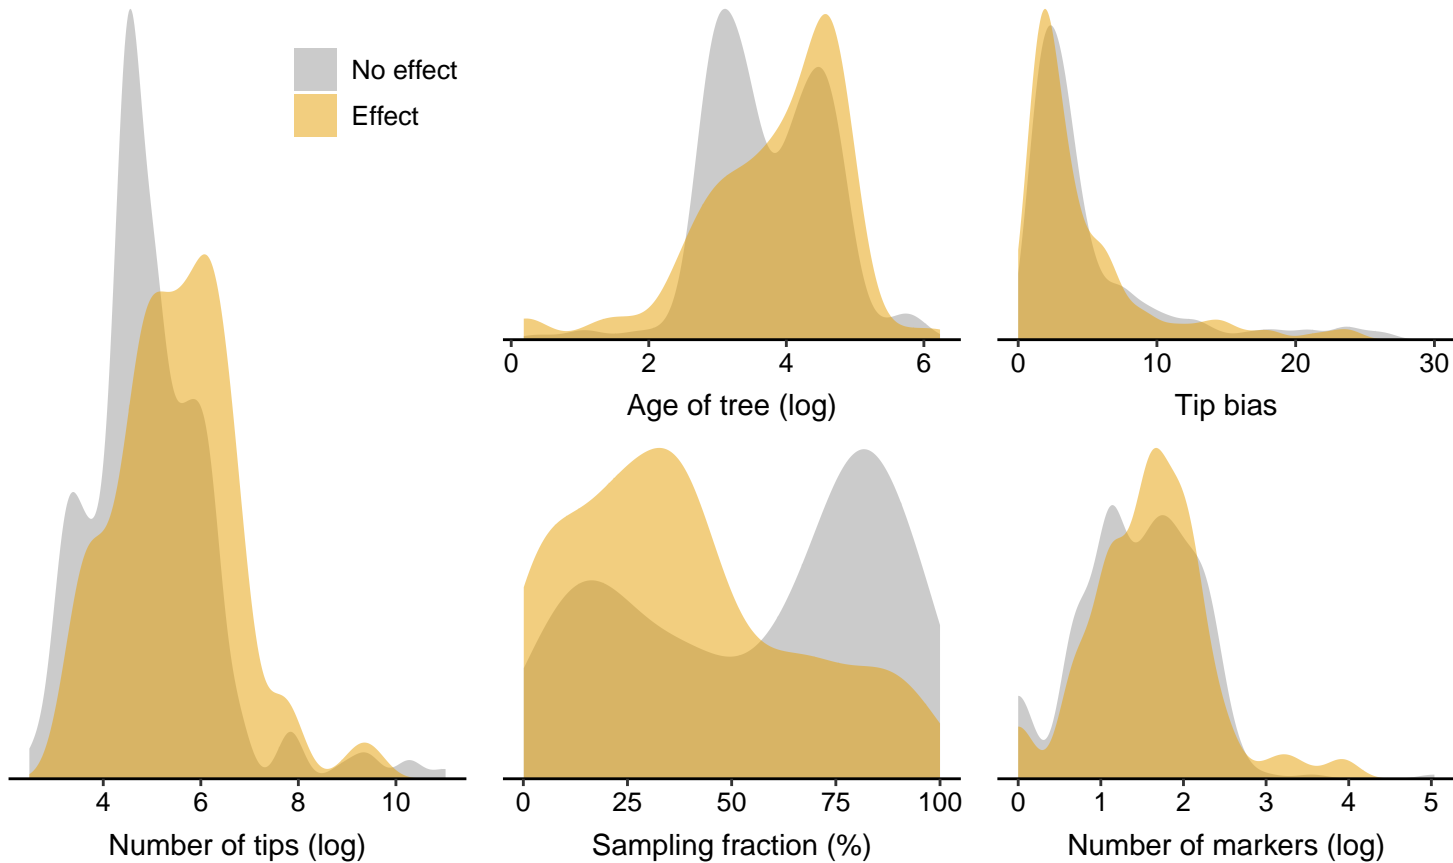 No effect
Effect
0 2 4 6
Age of tree (log)
0 10 20 30
Tip bias
4 6 8 10
Number of tips (log)
0 25 50 75 100
Sampling fraction (%)
0 1 2 3 4 5
Number of markers (log)